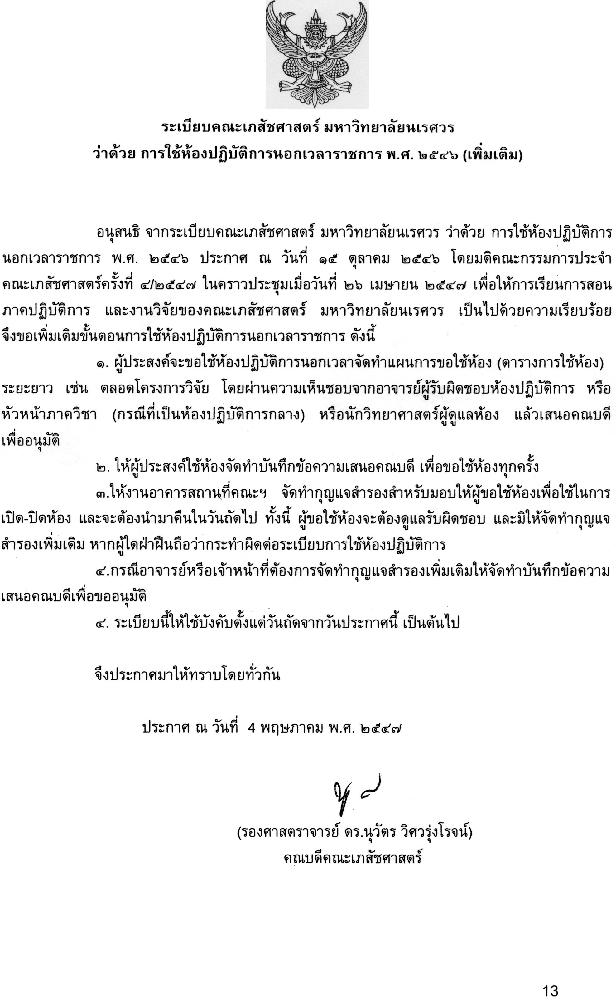 ระเบียบคณะเภสัชศาสตร์ มหาวิทยาลัยนเรศวร
ว่าด้วย การใช้ห้องปฏิบัติการนอกเวลาราชการ พ.ศ. ๒๕๔๖ (เพิ่มเติม)
อนุสนธิ จากระเบียบคณะเภสัชศาสตร์ มหาวิทยาลัยนเรศวร ว่าด้วย การใช้ห้องปฏิบัติการ
นอกเวลาราชการ พ.ศ. ๒๕๔๖ ประกาศ ณ วันที่ ๑๕ ตุลาคม ๒๕๔๖ โดยมติคณะกรรมการประจำ
คณะเภสัชศาสตร์ครั้งที่ ๔/๒๕๔๗ ในคราวประชุมเมื่อวันที่ ๒๖ เมษายน ๒๕๔๗ เพื่อให้การเรียนการสอน
ภาคปฏิบัติการ และงานวิจัยของคณะเภสัชศาสตร์ มหาวิทยาลัยนเรศวร เป็นไปด้วยความเรียบร้อย
จึงขอเพิ่มเติมขั้นตอนการใช้ห้องปฏิบัติการนอกเวลาราชการ ดังนี้
๑. ผู้ประสงค์จะขอใช้ห้องปฏิบัติการนอกเวลาจัดทำแผนการขอใช้ห้อง (ตารางการใช้ห้อง)
ระยะยาว เช่น ตลอดโครงการวิจัย โดยผ่านความเห็นชอบจากอาจารย์ผู้รับผิดชอบห้องปฏิบัติการ หรือ
หัวหน้าภาควิชา (กรณีที่เป็นห้องปฏิบัติการกลาง) หรือนักวิทยาศาสตร์ผู้ดูแลห้อง แล้วเสนอคณบดี
เพื่ออนุมัติ
๒. ให้ผู้ประสงค์ใช้ห้องจัดทำบันทึกข้อความเสนอคณบดี เพื่อขอใช้ห้องทุกครั้ง
๓.ให้งานอาคารสถานที่คณะฯ จัดทำกุญแจสำรองสำหรับมอบให้ผู้ขอใช้ห้องเพื่อใช้ในการ
เปิด-ปิดห้อง และจะต้องนำมาคืนในวันถัดไป ทั้งนี้ ผู้ขอใช้ห้องจะต้องดูแลรับผิดชอบ และมิให้จัดทำกุญแจ
สำรองเพิ่มเติม หากผู้ใดฝ่าฝืนถือว่ากระทำผิดต่อระเบียบการใช้ห้องปฏิบัติการ
๔.กรณีอาจารย์หรือเจ้าหน้าที่ต้องการจัดทำกุญแจสำรองเพิ่มเติมให้จัดทำบันทึกข้อความ
เสนอคณบดีเพื่อขออนุมัติ
๔. ระเบียบนี้ให้ใช้บังคับตั้งแต่วันถัดจากวันประกาศนี้ เป็นต้นไป
จึงประกาศมาให้ทราบโดยทั่วกัน
ประกาศ ณ วันที่ 4 พฤษภาคม พ.ศ. ๒๕๔๗
(รองศาสตราจารย์ ดร.นุวัตร วิศวรุ่งโรจน์)
คณบดีคณะเภสัชศาสตร์
13